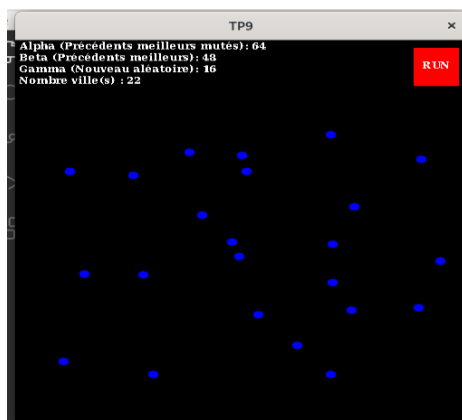 TP9
×
Alpha (Précédents meilleurs mutés): 64
Beta (Précédents meilleurs): 48
Gamma (Nouveau aléatoire): 16
Nombre ville(s) : 22
RUN